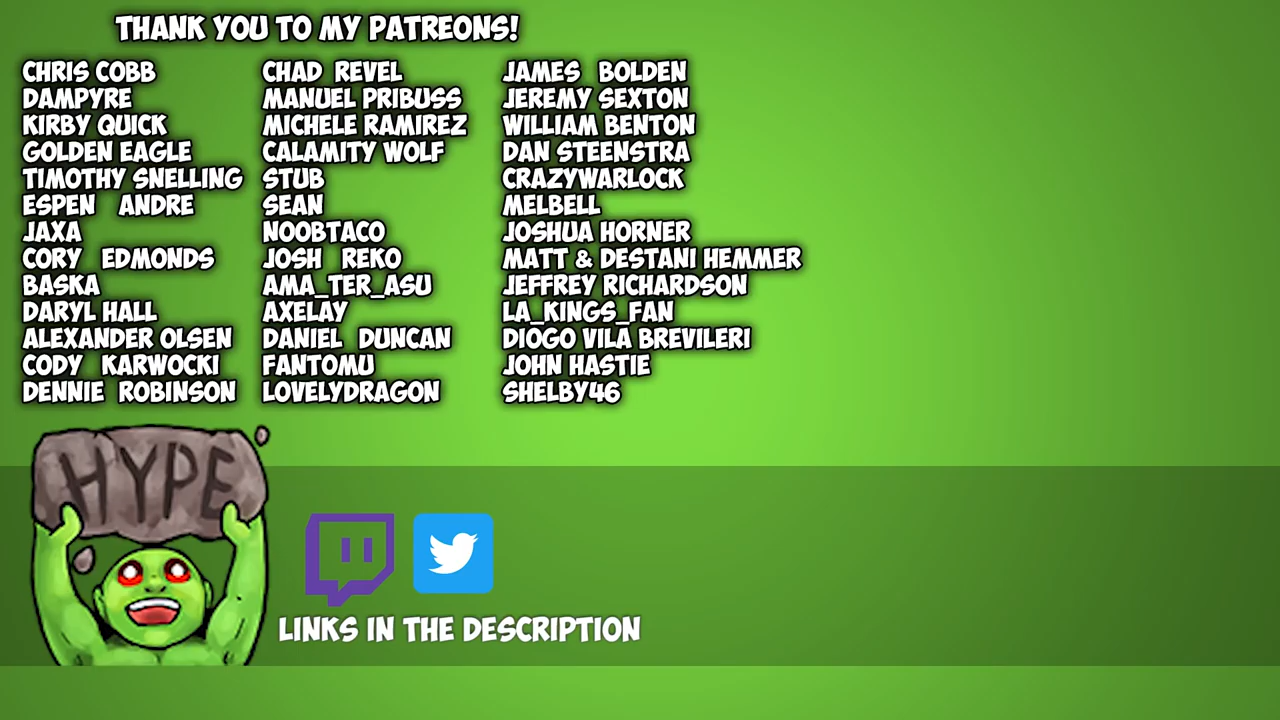 THANK YOU TO MY PATREONS!
CHRIS COBB
DAMPYRE
KIRBY QUICK
GOLDEN EAGLE
TIMOTHY SNELLING
ESPEN ANDRE
JAXA
CORY EDMONDS
BASKA
DARYL HALL
ALEXANDER OLSEN
CODY KARWOCKI
DENNIE ROBINSON
CHAD REVEL
MANUEL PRIBUSS
MICHELE RAMIREZ
CALAMITY WOLF
STUB
SEAN
NOOBTACO
JOSH REKO
AMA_TER_ASU
AXELAY
DANIEL DUNCAN
FANTOMU
LOVELYDRAGON
JAMES BOLDEN
JEREMY SEXTON
WILLIAM BENTON
DAN STEENSTRA
CRAZYWARLOCK
MELBELL
JOSHUA HORNER
MATT & DESTANI HEMMER
JEFFREY RICHARDSON
LA_KINGS_FAN
DIOGO VILA BREVILERI
JOHN HASTIE
SHELBY46
HYPE
LINKS IN THE DESCRIPTION